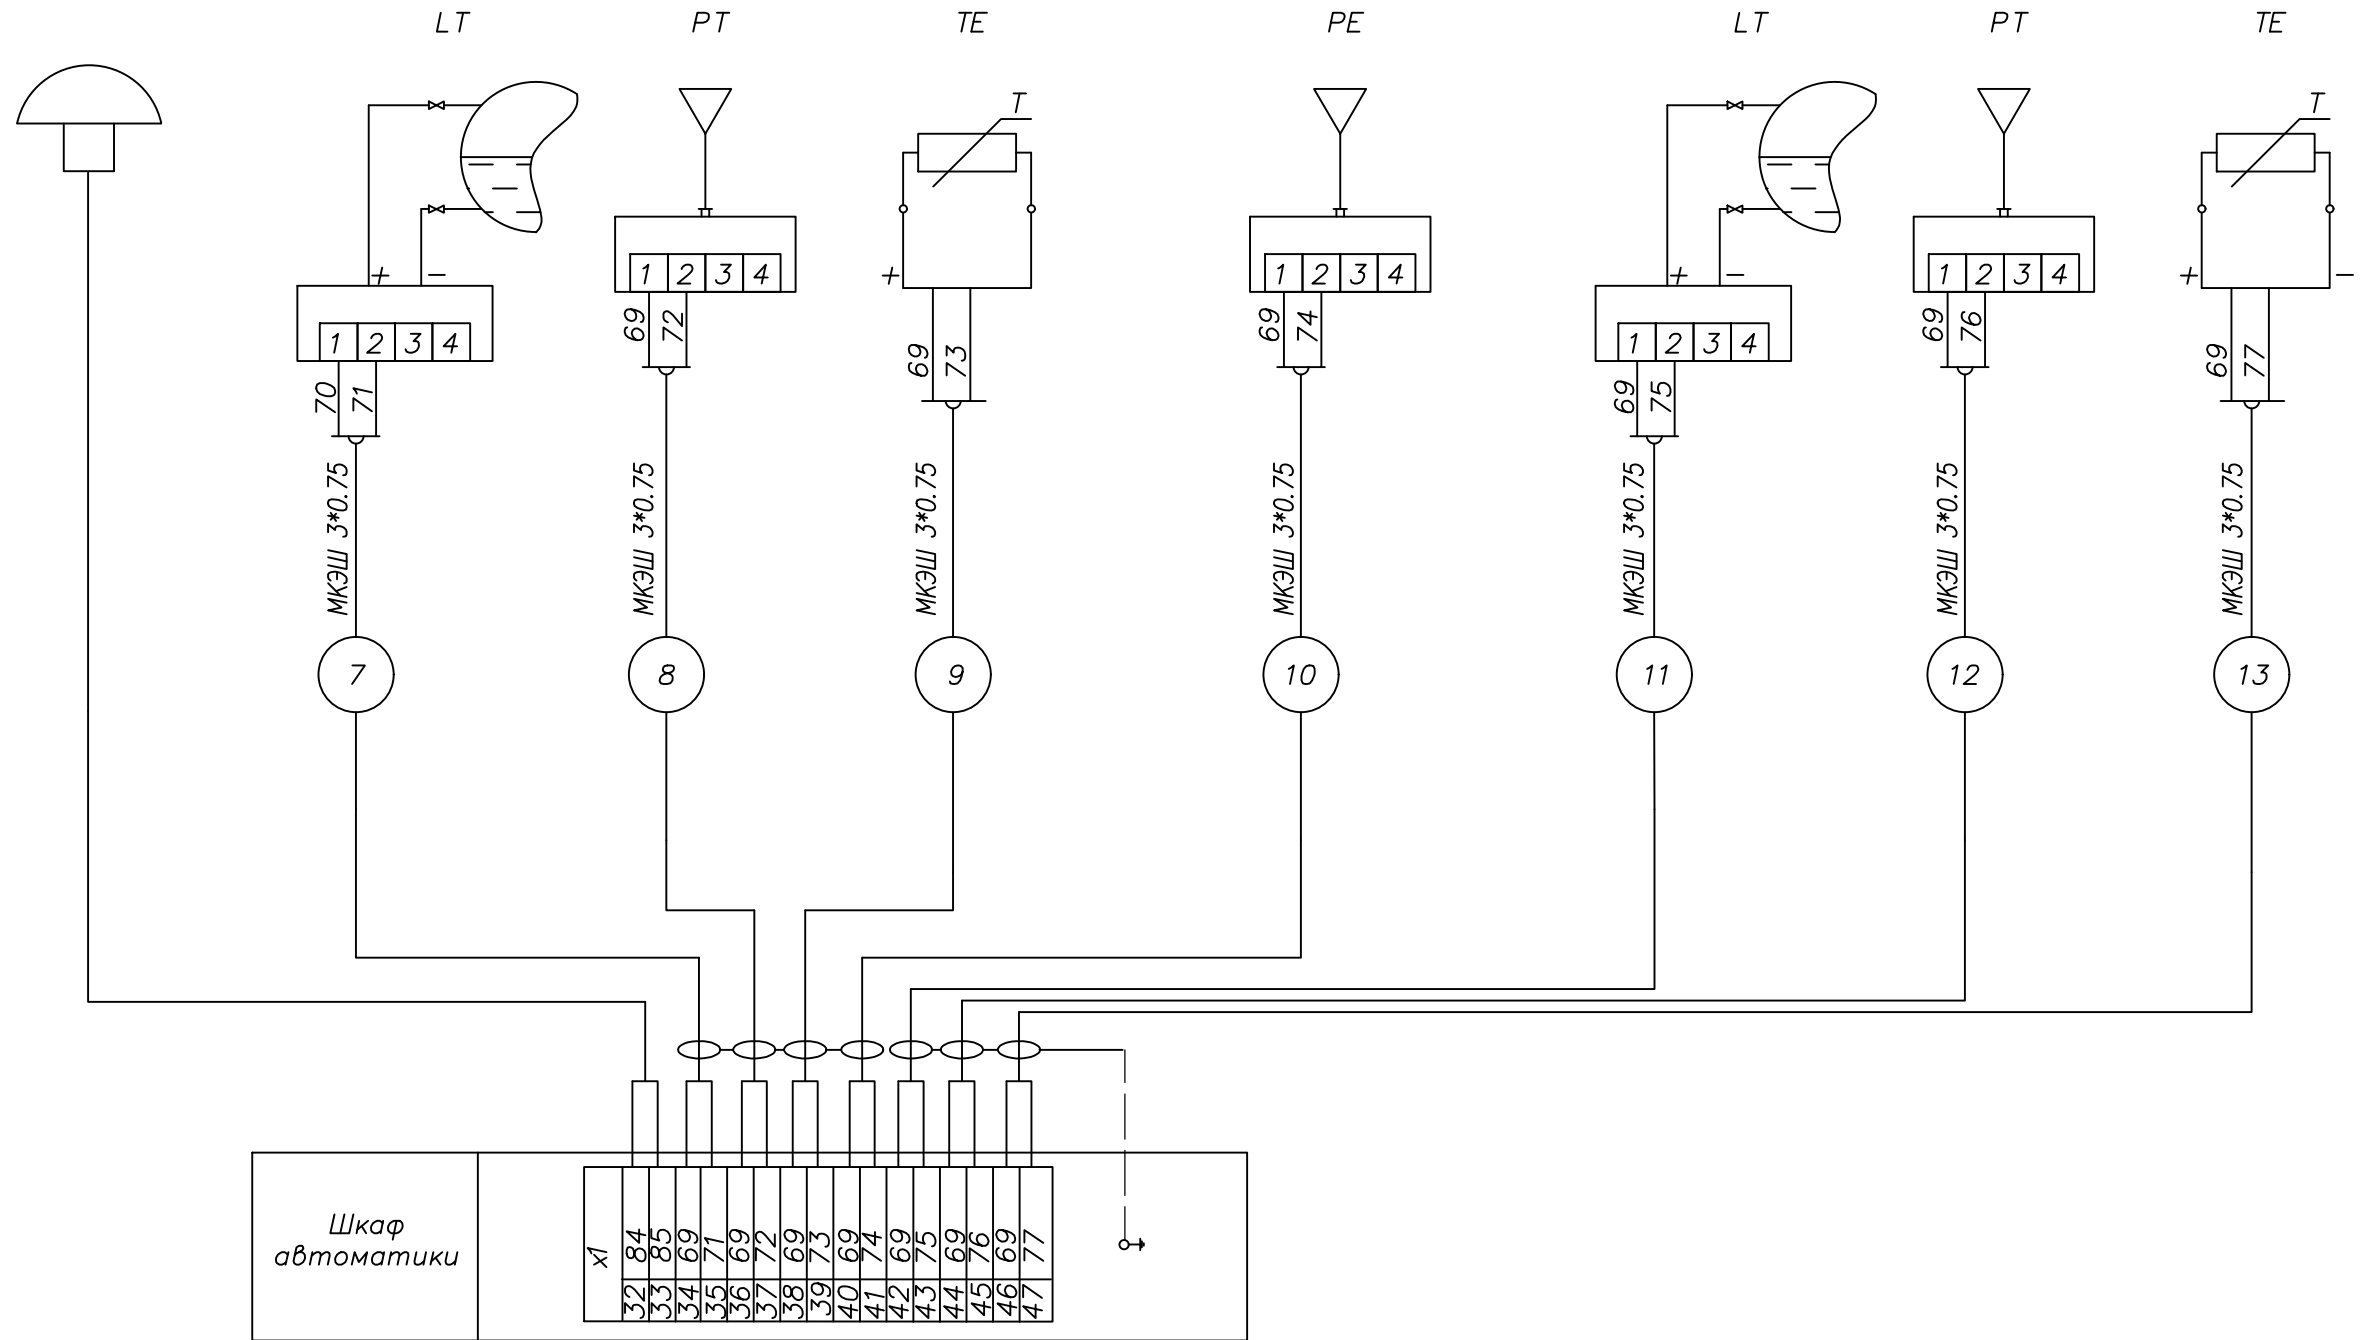 LT PT TE PE LT PT TE
T T
+ − 1 2 3 4 + 1 2 3 4 + − 1 2 3 4 + −
1 2 3 4 1 2 3 4
70 71 69 72 69 73 69 74 69 75 69 76 69 77
МКЭШ 3*0.75 МКЭШ 3*0.75 МКЭШ 3*0.75 МКЭШ 3*0.75 МКЭШ 3*0.75 МКЭШ 3*0.75 МКЭШ 3*0.75
7 8 9 10 11 12 13
Шкаф
автоматики
x1
84 85 69 71 69 72 69 73 69 74 69 75 69 76 69 77
32 33 34 35 36 37 38 39 40 41 42 43 44 45 46 47